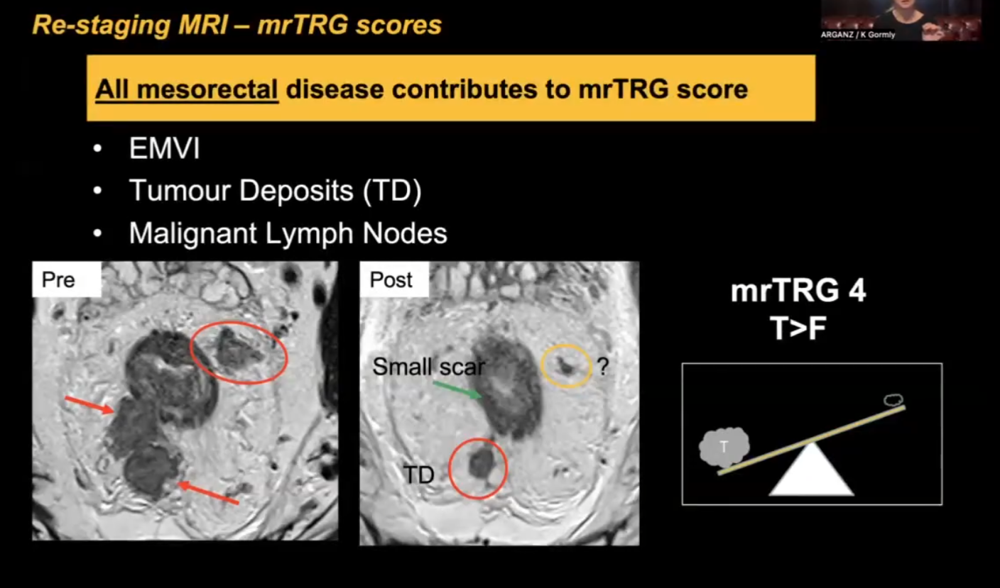 Re-staging MRI – mrTRG scores
ARGANZ / K Gormly
All mesorectal disease contributes to mrTRG score
• EMVI
• Tumour Deposits (TD)
• Malignant Lymph Nodes
Pre
Post
Small scar
?
TD
mrTRG 4
T>F
T